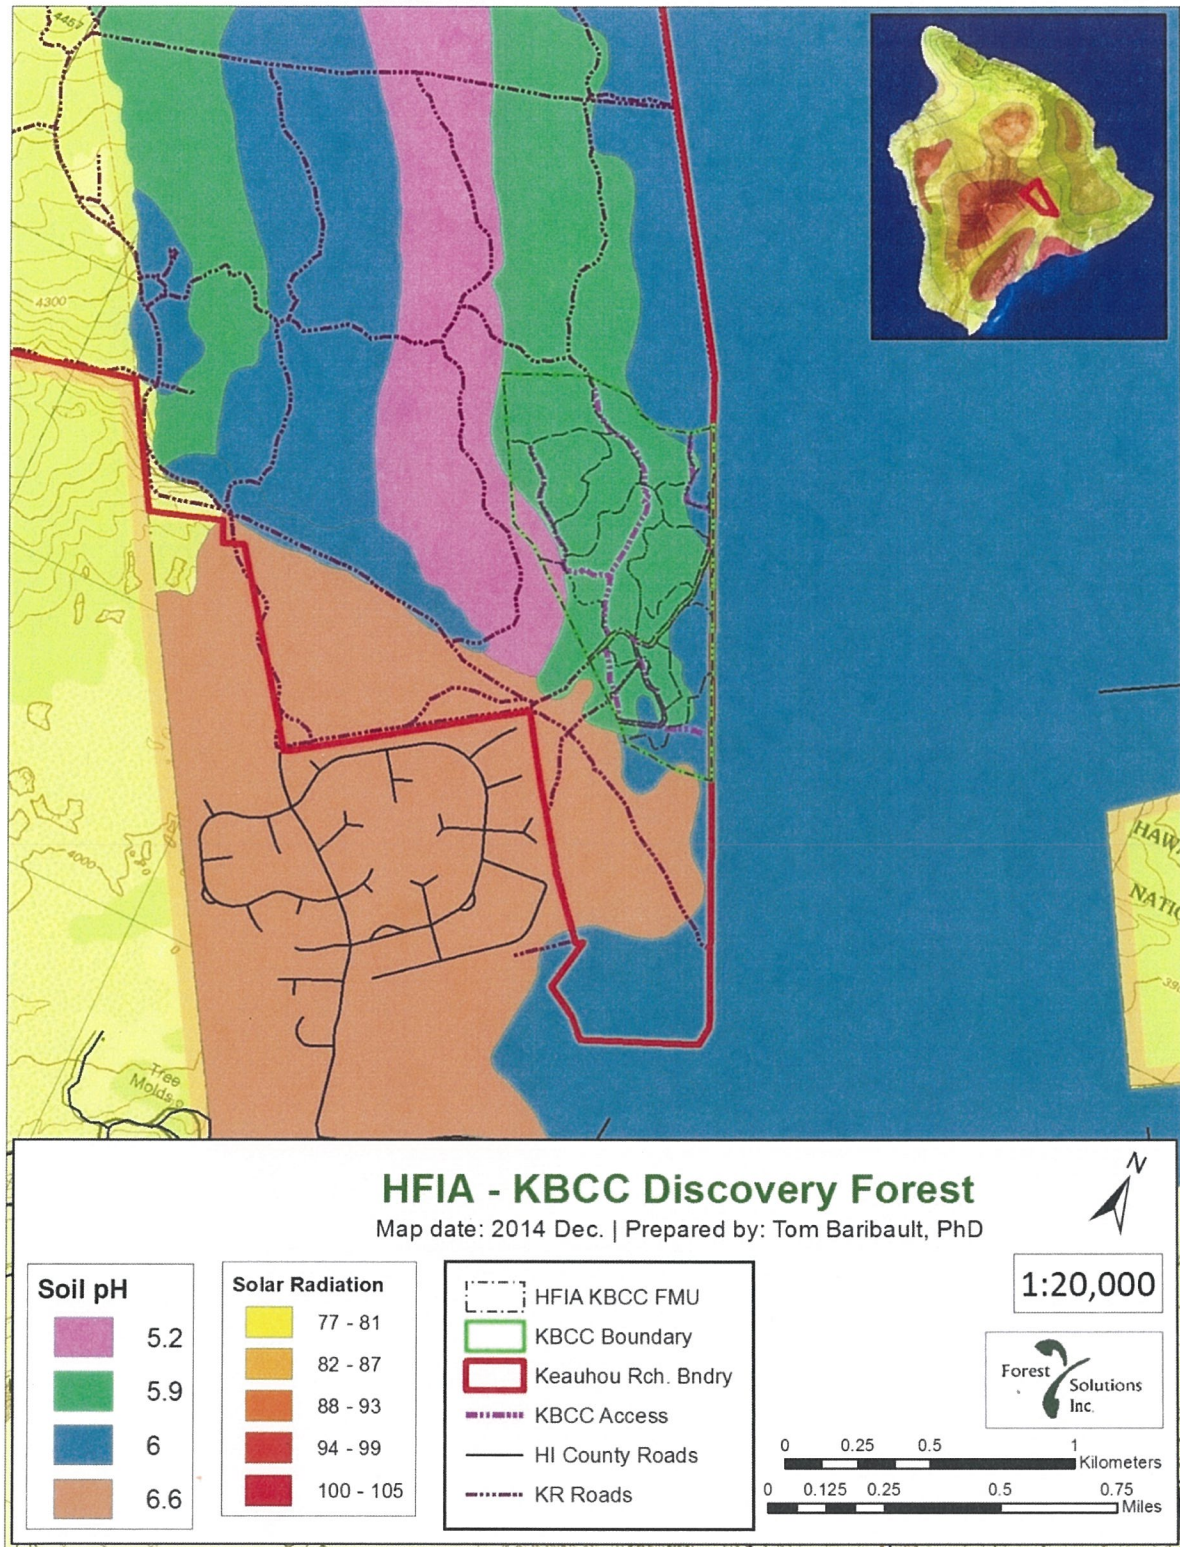 4457
4300
4000
Tree
Molds
HAW
NATIO
HFIA - KBCC Discovery Forest
Map date: 2014 Dec. | Prepared by: Tom Baribault, PhD
N
Soil pH
5.2
5.9
6
6.6
Solar Radiation
77 - 81
82 - 87
88 - 93
94 - 99
100 - 105
HFIA KBCC FMU
KBCC Boundary
Keauhou Rch. Bndry
KBCC Access
HI County Roads
KR Roads
1:20,000
Forest
Solutions
Inc.
0 0.25 0.5 1
Kilometers
0 0.125 0.25 0.5 0.75
Miles